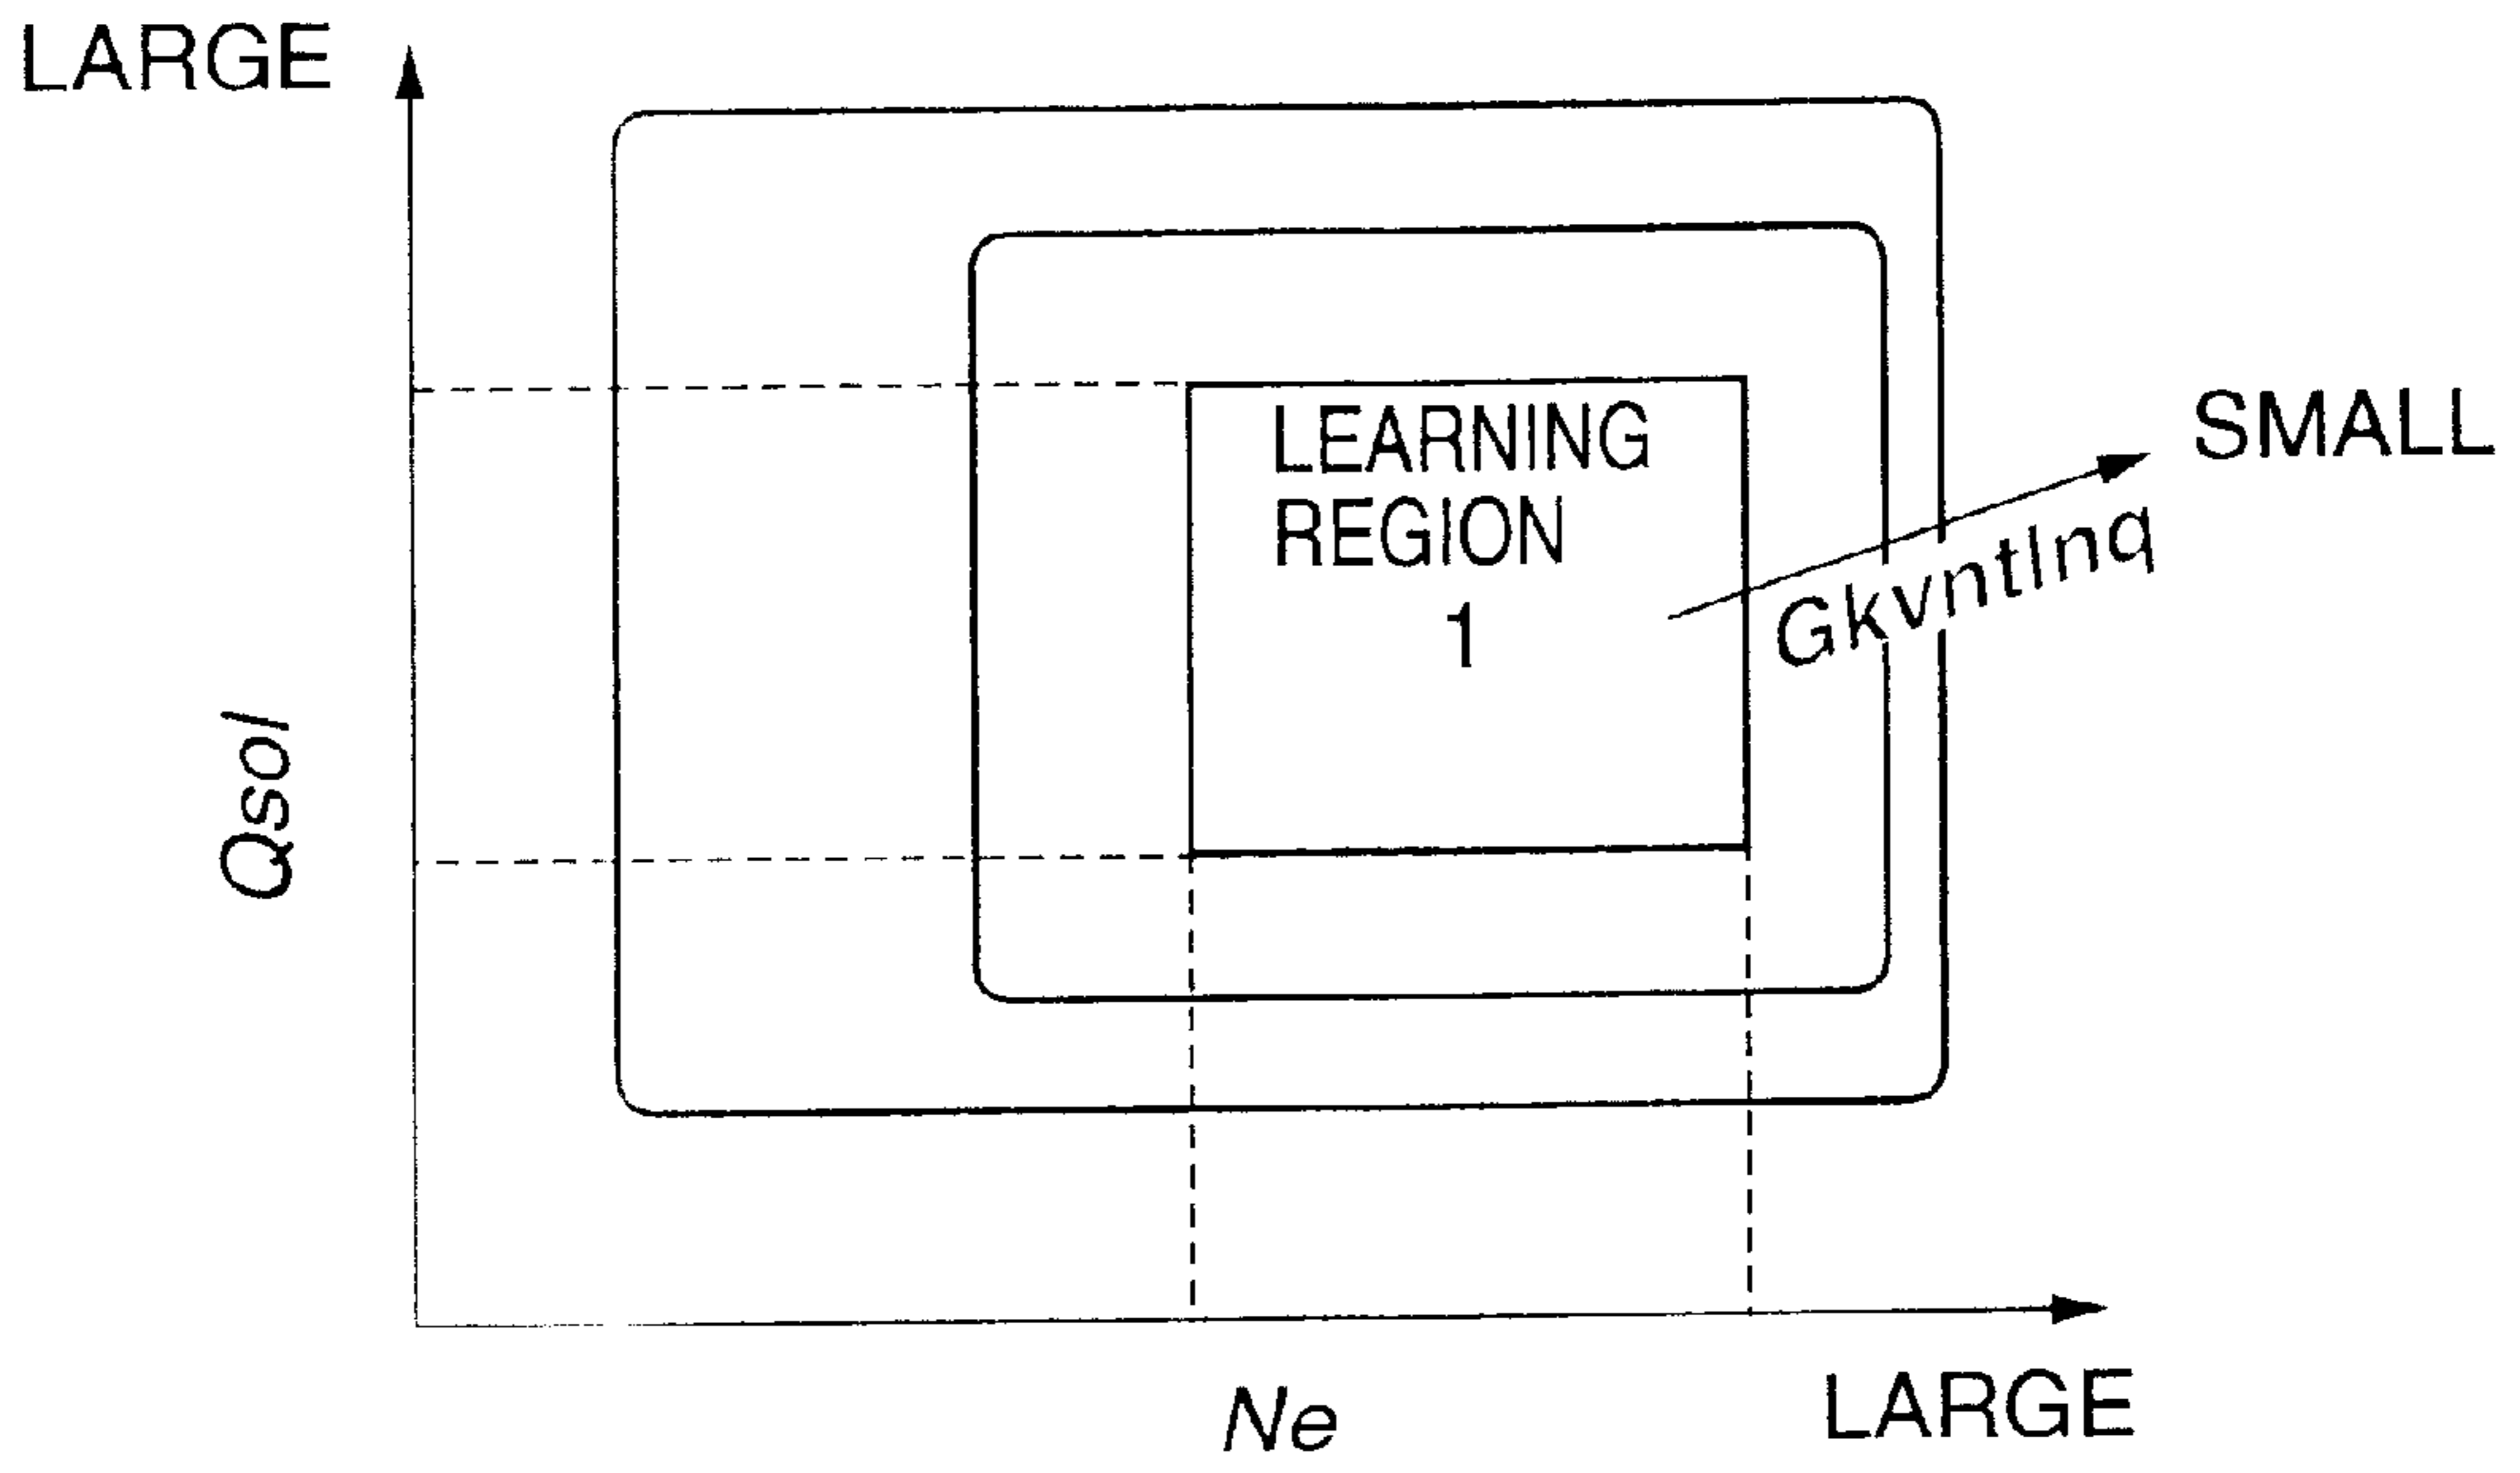 LARGE
SMALL
LEARNING
REGION
1
Gkvntlnq
Qsol
Ne
LARGE